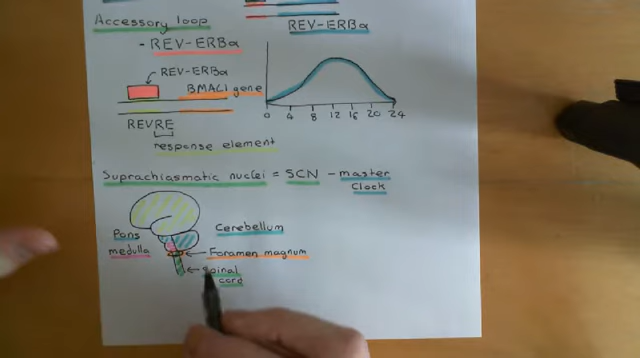 REV-ERBα
Accessory loop
- REV-ERBα
REV-ERBα
BMAL1 gene
REVRE
response element
0 4 8 12 16 20 24
Suprachiasmatic nuclei = SCN - master
Clock
Pons
medulla
Cerebellum
Foramen magnum
Spinal
cord